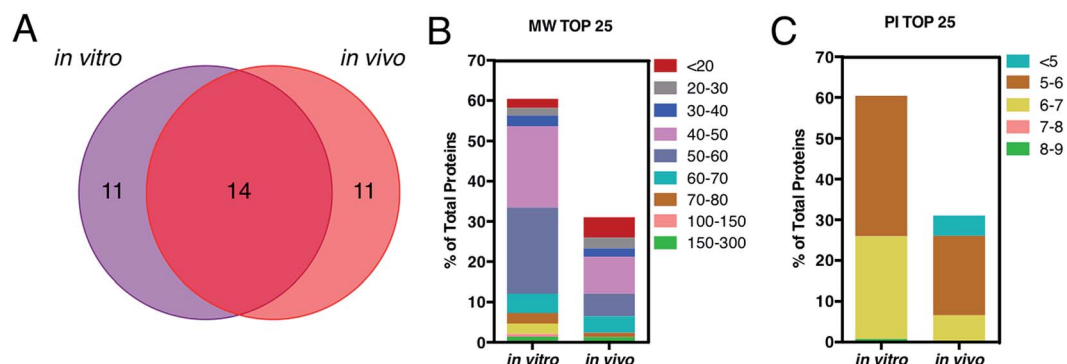 A
in vitro
in vivo
11
14
11
B
MW TOP 25
% of Total Proteins
70
60
50
40
30
20
10
0
in vitro
in vivo
<20
20-30
30-40
40-50
50-60
60-70
70-80
100-150
150-300
C
PI TOP 25
% of Total Proteins
70
60
50
40
30
20
10
0
in vitro
in vivo
<5
5-6
6-7
7-8
8-9